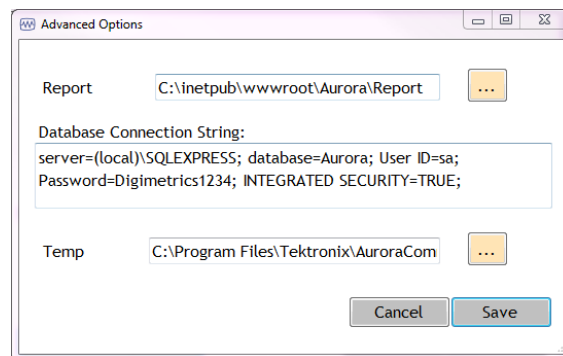 Advanced Options
Report C:\inetpub\wwwroot\Aurora\Report ...
Database Connection String:
server=(local)\SQLEXPRESS; database=Aurora; User ID=sa;
Password=Digimetrics1234; INTEGRATED SECURITY=TRUE;
Temp C:\Program Files\Tektronix\AuroraCom ...
Cancel Save